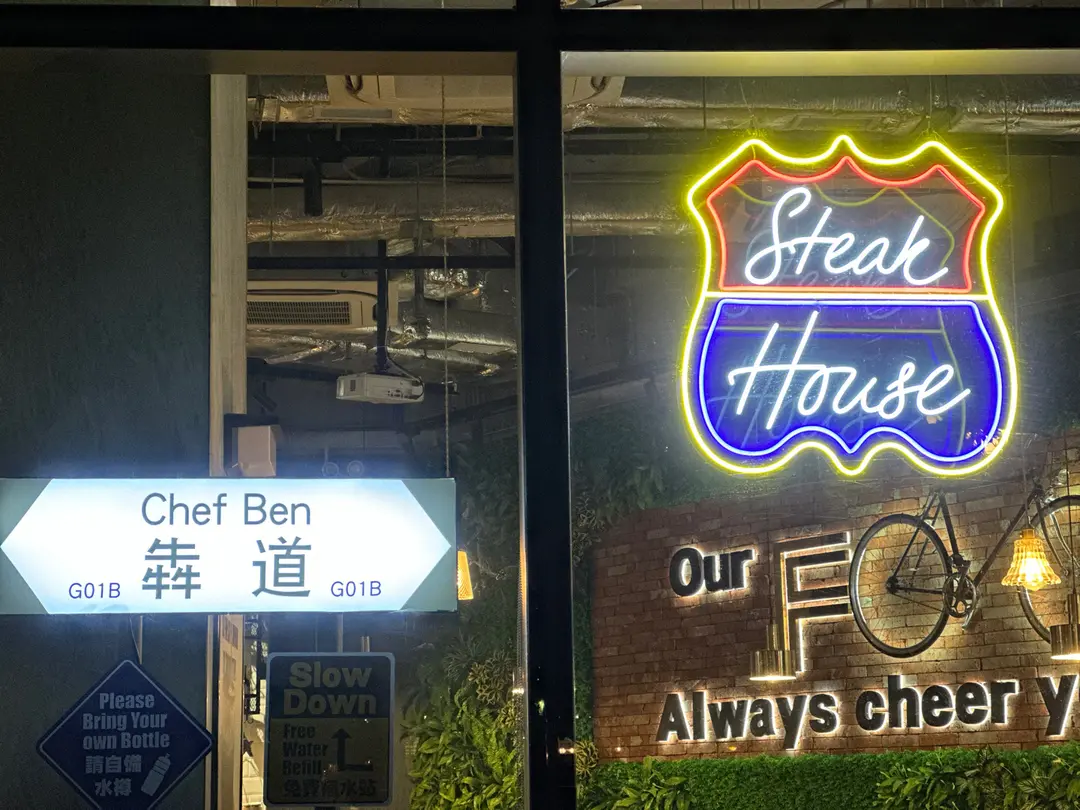 Steak
House
Chef Ben
犇 道
G01B G01B
Our F
Always cheer y
Please
Bring Your
own Bottle
請自備
水樽
Slow
Down
Free
Water
Refill